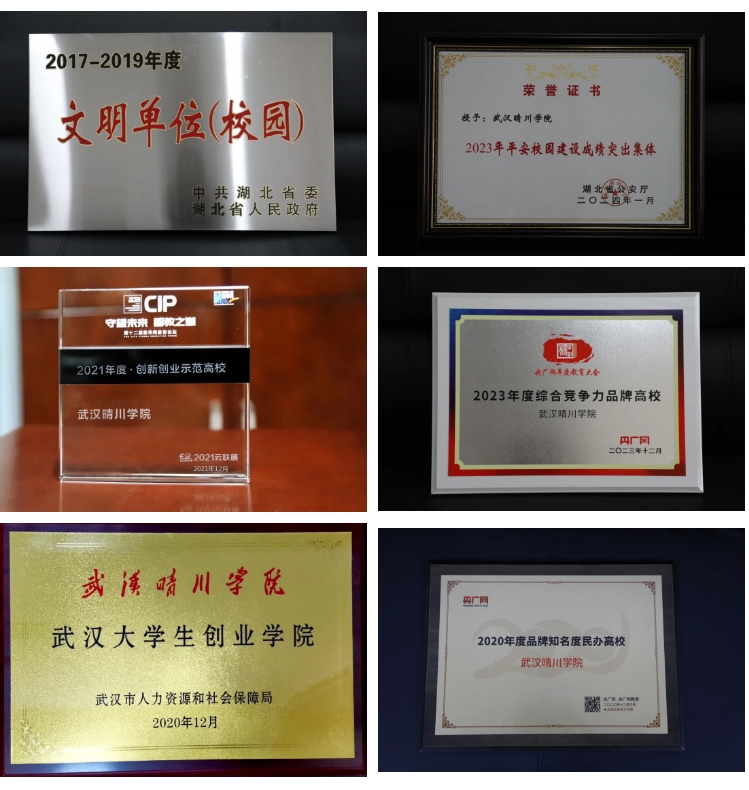 2017-2019年度
文明单位(校园)
中共湖北省委
湖北省人民政府
荣誉证书
授予：武汉晴川学院
2023年平安校园建设成绩突出集体
湖北省公安厅
二〇二四年一月
CIP
守望未来
2021年度·创新创业示范高校
武汉晴川学院
2021云联展
2021年12月
央广网年度教育大会
2023年度综合竞争力品牌高校
武汉晴川学院
央广网
二〇二三年十二月
武汉晴川学院
武汉大学生创业学院
武汉市人力资源和社会保障局
2020年12月
央广网
2020年度品牌知名度民办高校
武汉晴川学院